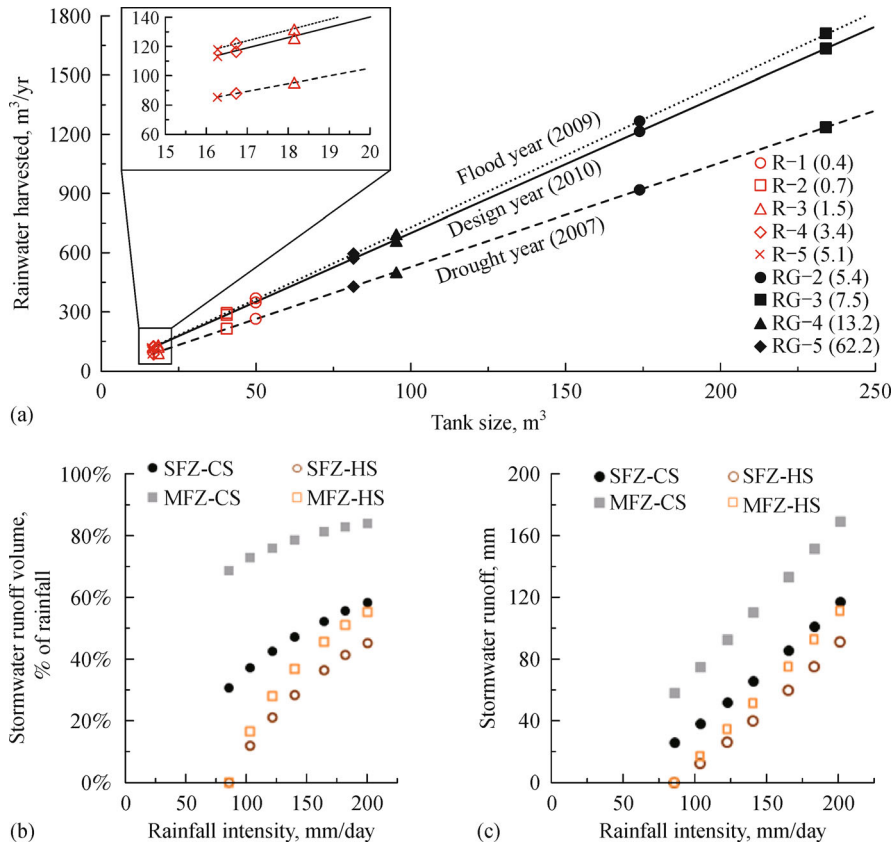 140
120
100
80
60
15 16 17 18 19 20
1800
1500
1200
900
600
300
0
Rainwater harvested, m³/yr
Flood year (2009)
Design year (2010)
Drought year (2007)
R−1 (0.4)
R−2 (0.7)
R−3 (1.5)
R−4 (3.4)
R−5 (5.1)
RG−2 (5.4)
RG−3 (7.5)
RG−4 (13.2)
RG−5 (62.2)
0 50 100 150 200 250
(a)
Tank size, m³
SFZ-CS SFZ-HS
MFZ-CS MFZ-HS
100%
80%
60%
40%
20%
0%
Stormwater runoff volume,
% of rainfall
0 50 100 150 200
(b)
Rainfall intensity, mm/day
SFZ-CS SFZ-HS
MFZ-CS MFZ-HS
200
160
120
80
40
0
Stormwater runoff, mm
0 50 100 150 200
(c)
Rainfall intensity, mm/day